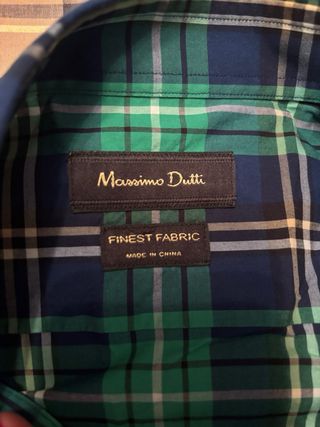 Massimo Dutti
FINEST FABRIC
MADE IN CHINA